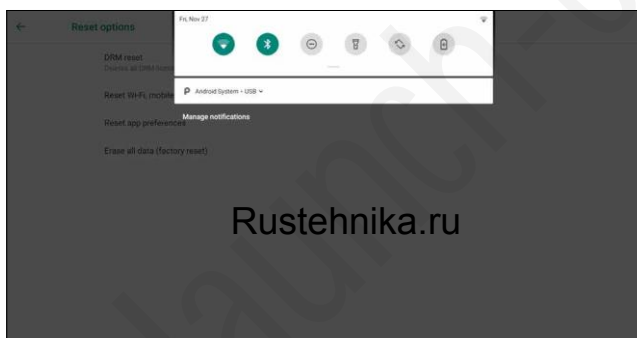 Fri, Nov 27
Reset options
DRM reset
Reset Wi-Fi, mobile
Android System • USB
Manage notifications
Reset app preferences
Erase all data (factory reset)
Rustehnika.ru